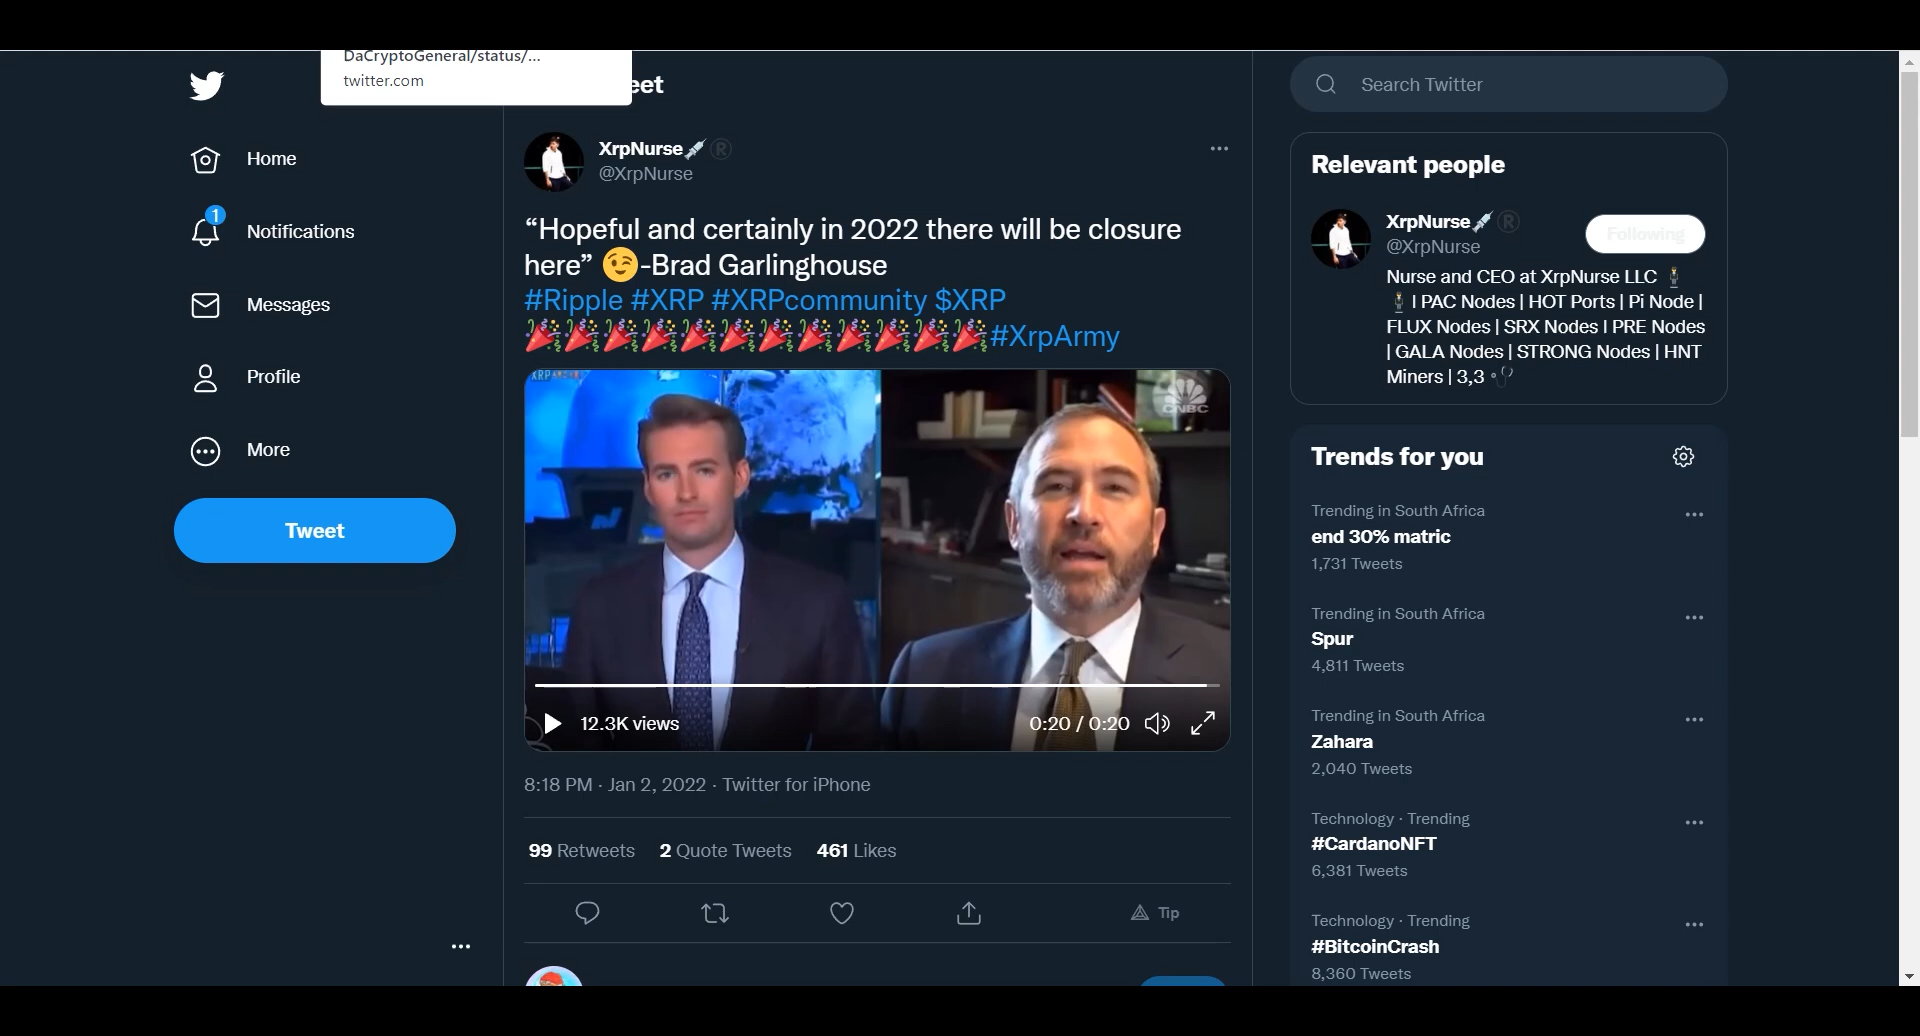 DaCryptoGeneral/status/...
twitter.com
eet
Home
1
Notifications
Messages
Profile
More
Tweet
XrpNurse💉®
@XrpNurse
“Hopeful and certainly in 2022 there will be closure
here” 😉-Brad Garlinghouse
#Ripple #XRP #XRPcommunity $XRP
🎉🎉🎉🎉🎉🎉🎉🎉🎉🎉🎉🎉#XrpArmy
CNBC
12.3K views
0:20 / 0:20
8:18 PM · Jan 2, 2022 · Twitter for iPhone
99 Retweets 2 Quote Tweets 461 Likes
Tip
Search Twitter
Relevant people
XrpNurse💉®
@XrpNurse
Following
Nurse and CEO at XrpNurse LLC
| PAC Nodes | HOT Ports | Pi Node |
FLUX Nodes | SRX Nodes | PRE Nodes
| GALA Nodes | STRONG Nodes | HNT
Miners | 3,3
Trends for you
Trending in South Africa
end 30% matric
1,731 Tweets
Trending in South Africa
Spur
4,811 Tweets
Trending in South Africa
Zahara
2,040 Tweets
Technology · Trending
#CardanoNFT
6,381 Tweets
Technology · Trending
#BitcoinCrash
8,360 Tweets